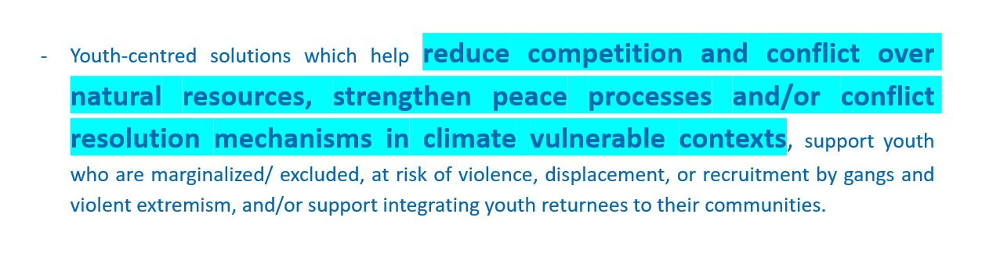 - Youth-centred solutions which help reduce competition and conflict over
natural resources, strengthen peace processes and/or conflict
resolution mechanisms in climate vulnerable contexts, support youth
who are marginalized/ excluded, at risk of violence, displacement, or recruitment by gangs and
violent extremism, and/or support integrating youth returnees to their communities.